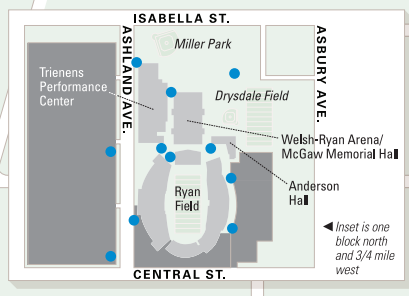 ISABELLA ST.
Miller Park
ASHLAND AVE.
ASBURY AVE.
Trienens
Performance
Center
Drysdale Field
Welsh-Ryan Arena/
McGaw Memorial Hall
Anderson
Hall
Ryan
Field
◄ Inset is one
block north
and 3/4 mile
west
CENTRAL ST.